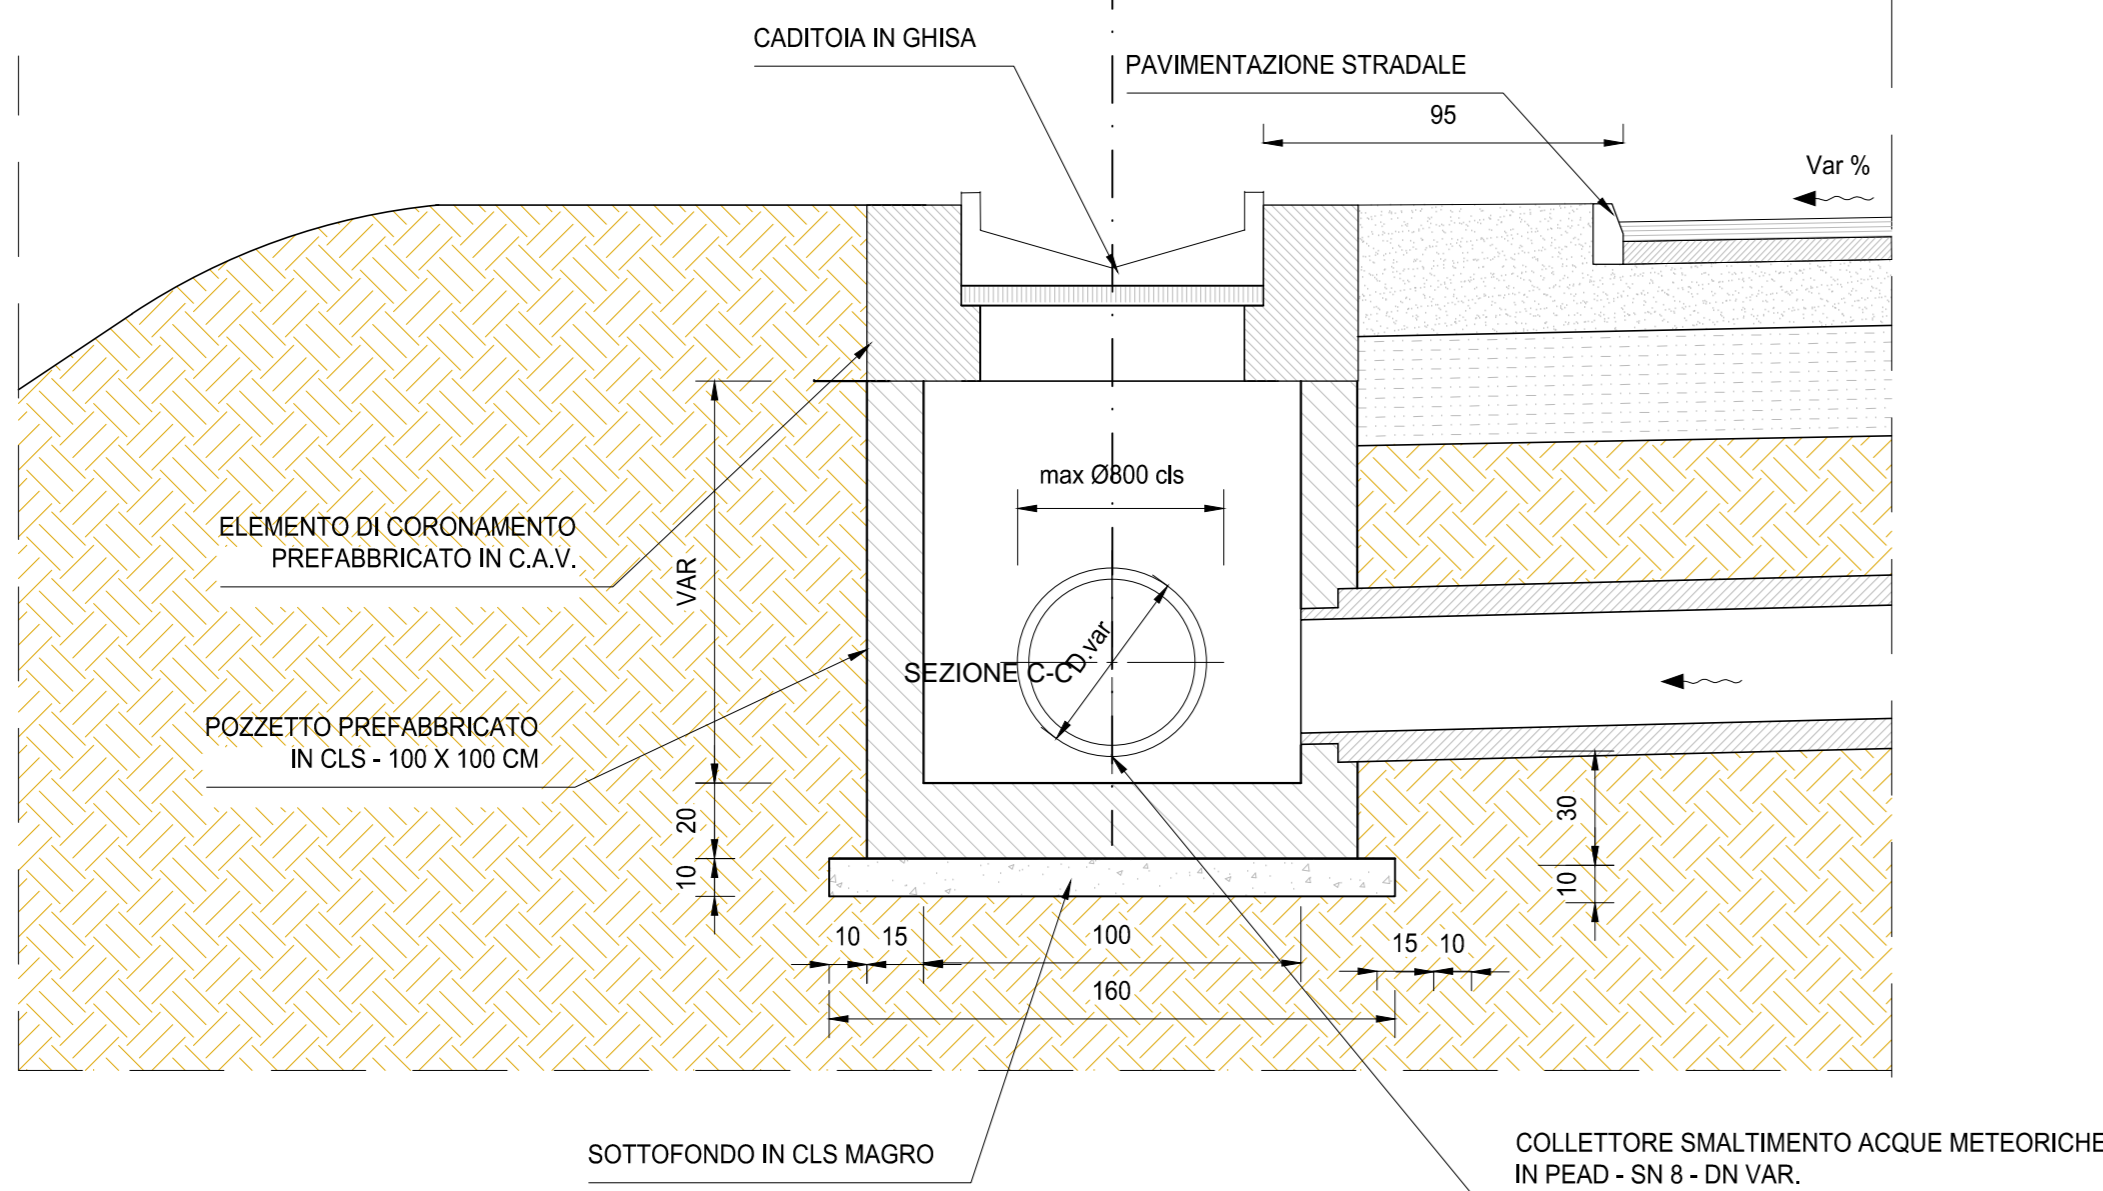 CADITOIA IN GHISA
PAVIMENTAZIONE STRADALE
95
Var %
max Ø800 cls
ELEMENTO DI CORONAMENTO
PREFABBRICATO IN C.A.V.
VAR
D.var
SEZIONE C-C
POZZETTO PREFABBRICATO
IN CLS - 100 X 100 CM
20
10
30
10
10 15 100 15 10
160
SOTTOFONDO IN CLS MAGRO
COLLETTORE SMALTIMENTO ACQUE METEORICHE
IN PEAD - SN 8 - DN VAR.